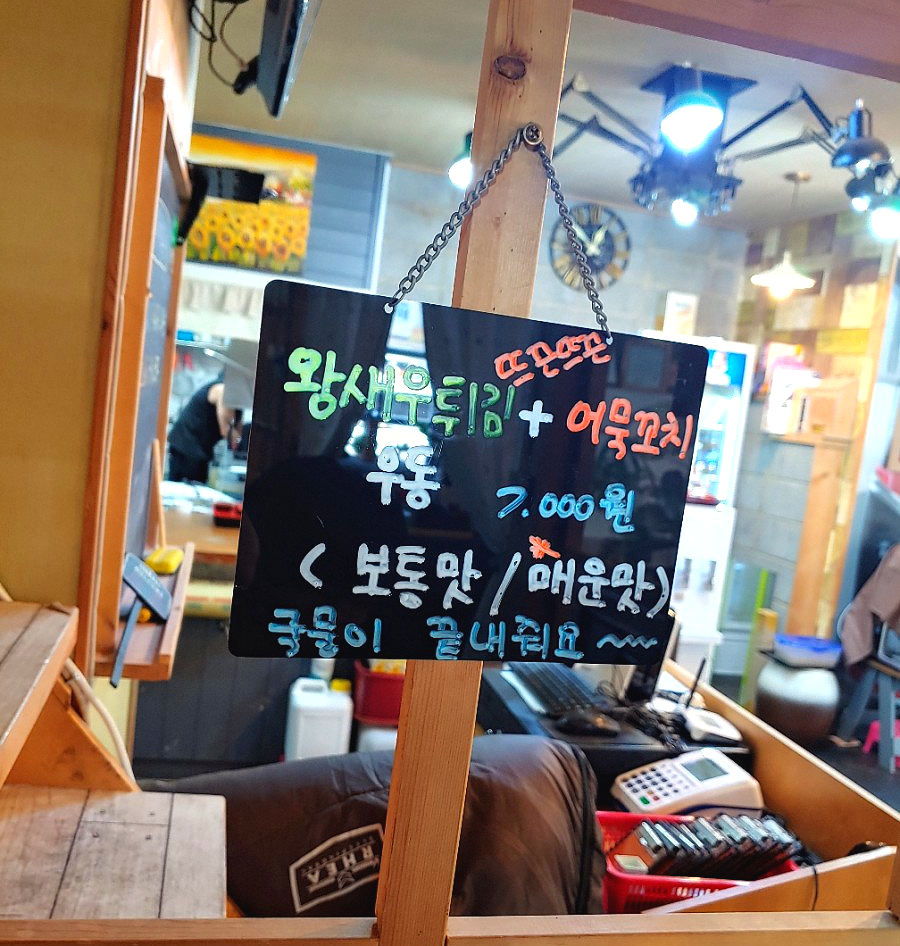 뜨끈뜨끈
왕새우튀김 + 어묵꼬치
우동 7.000원
( 보통맛 / 매운맛)
국물이 끝내줘요 ~~~
RHEA